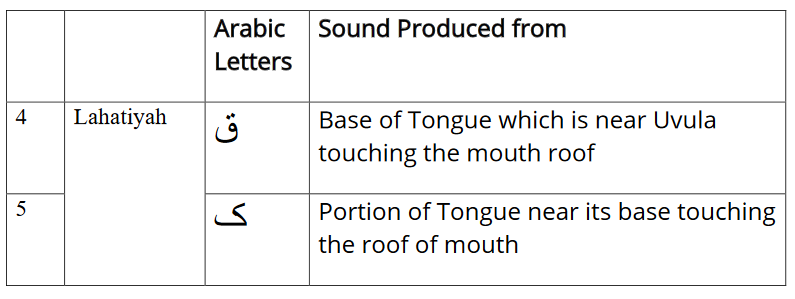 Arabic Sound Produced from
Letters
4 Lahatiyah ق Base of Tongue which is near Uvula
touching the mouth roof
5 ک Portion of Tongue near its base touching
the roof of mouth